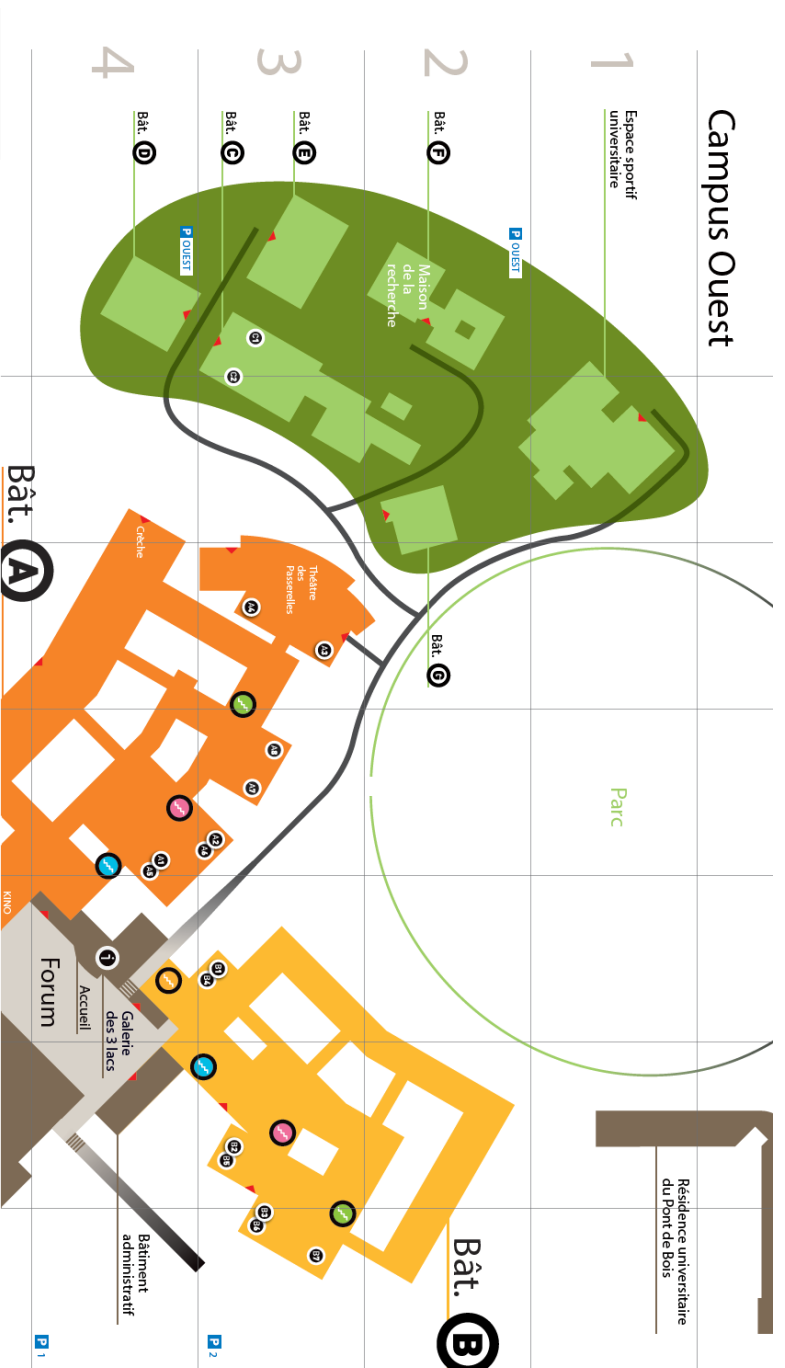 Campus Ouest
1
2
3
4
Espace sportif
universitaire
Bât. F
Bât. E
Bât. C
Bât. D
P OUEST
P OUEST
Maison
de la
recherche
C1
C2
Bât. G
Parc
Bât. A
Crèche
Théâtre
des
Passerelles
A4
A3
A8
A7
A2
A6
A1
A5
KINO
i
Forum
Accueil
Galerie
des 3 lacs
B1
B4
B2
B5
B3
B6
B7
Bât. B
Résidence universitaire
du Pont de Bois
Bâtiment
administratif
P 2
P 1